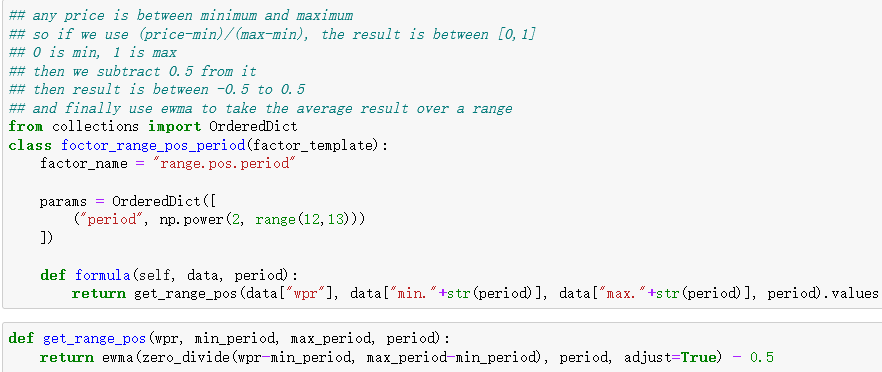 ## any price is between minimum and maximum
## so if we use (price-min)/(max-min), the result is between [0,1]
## 0 is min, 1 is max
## then we subtract 0.5 from it
## then result is between -0.5 to 0.5
## and finally use ewma to take the average result over a range
from collections import OrderedDict
class foctor_range_pos_period(factor_template):
    factor_name = "range.pos.period"

    params = OrderedDict([
        ("period", np.power(2, range(12,13)))
    ])

    def formula(self, data, period):
        return get_range_pos(data["wpr"], data["min."+str(period)], data["max."+str(period)], period).values

def get_range_pos(wpr, min_period, max_period, period):
    return ewma(zero_divide(wpr-min_period, max_period-min_period), period, adjust=True) - 0.5